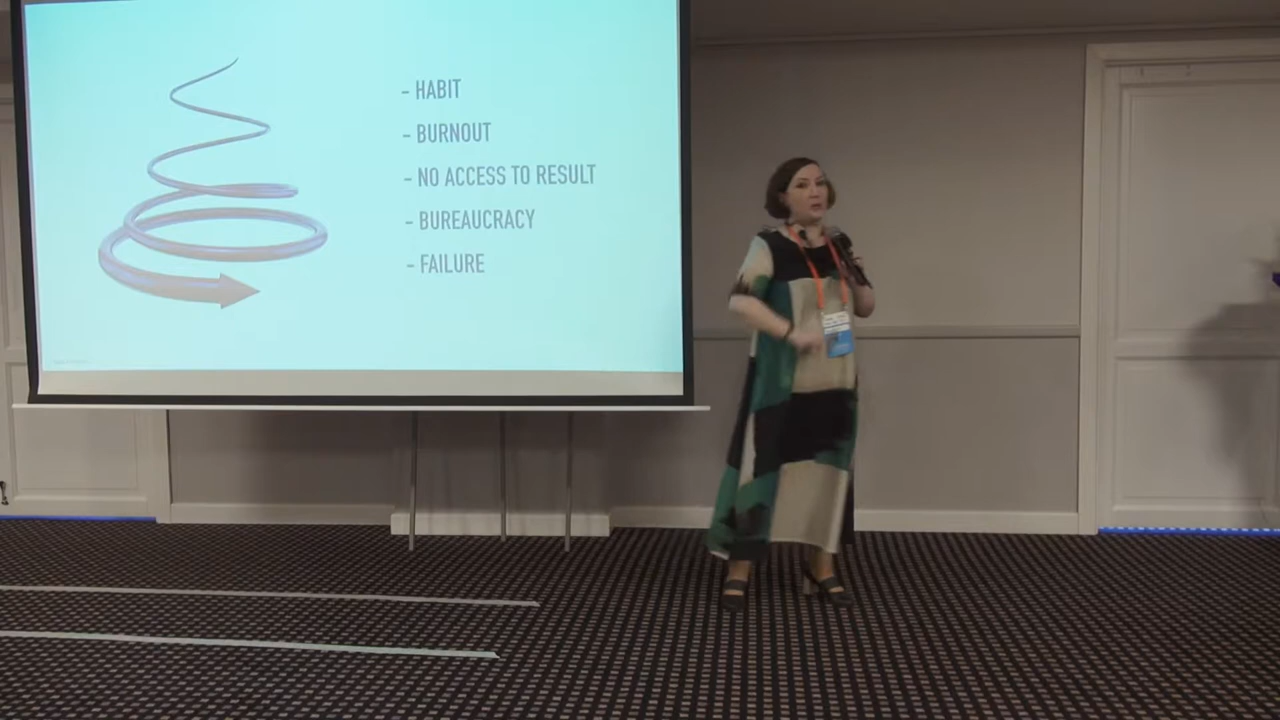 - HABIT
- BURNOUT
- NO ACCESS TO RESULT
- BUREAUCRACY
- FAILURE